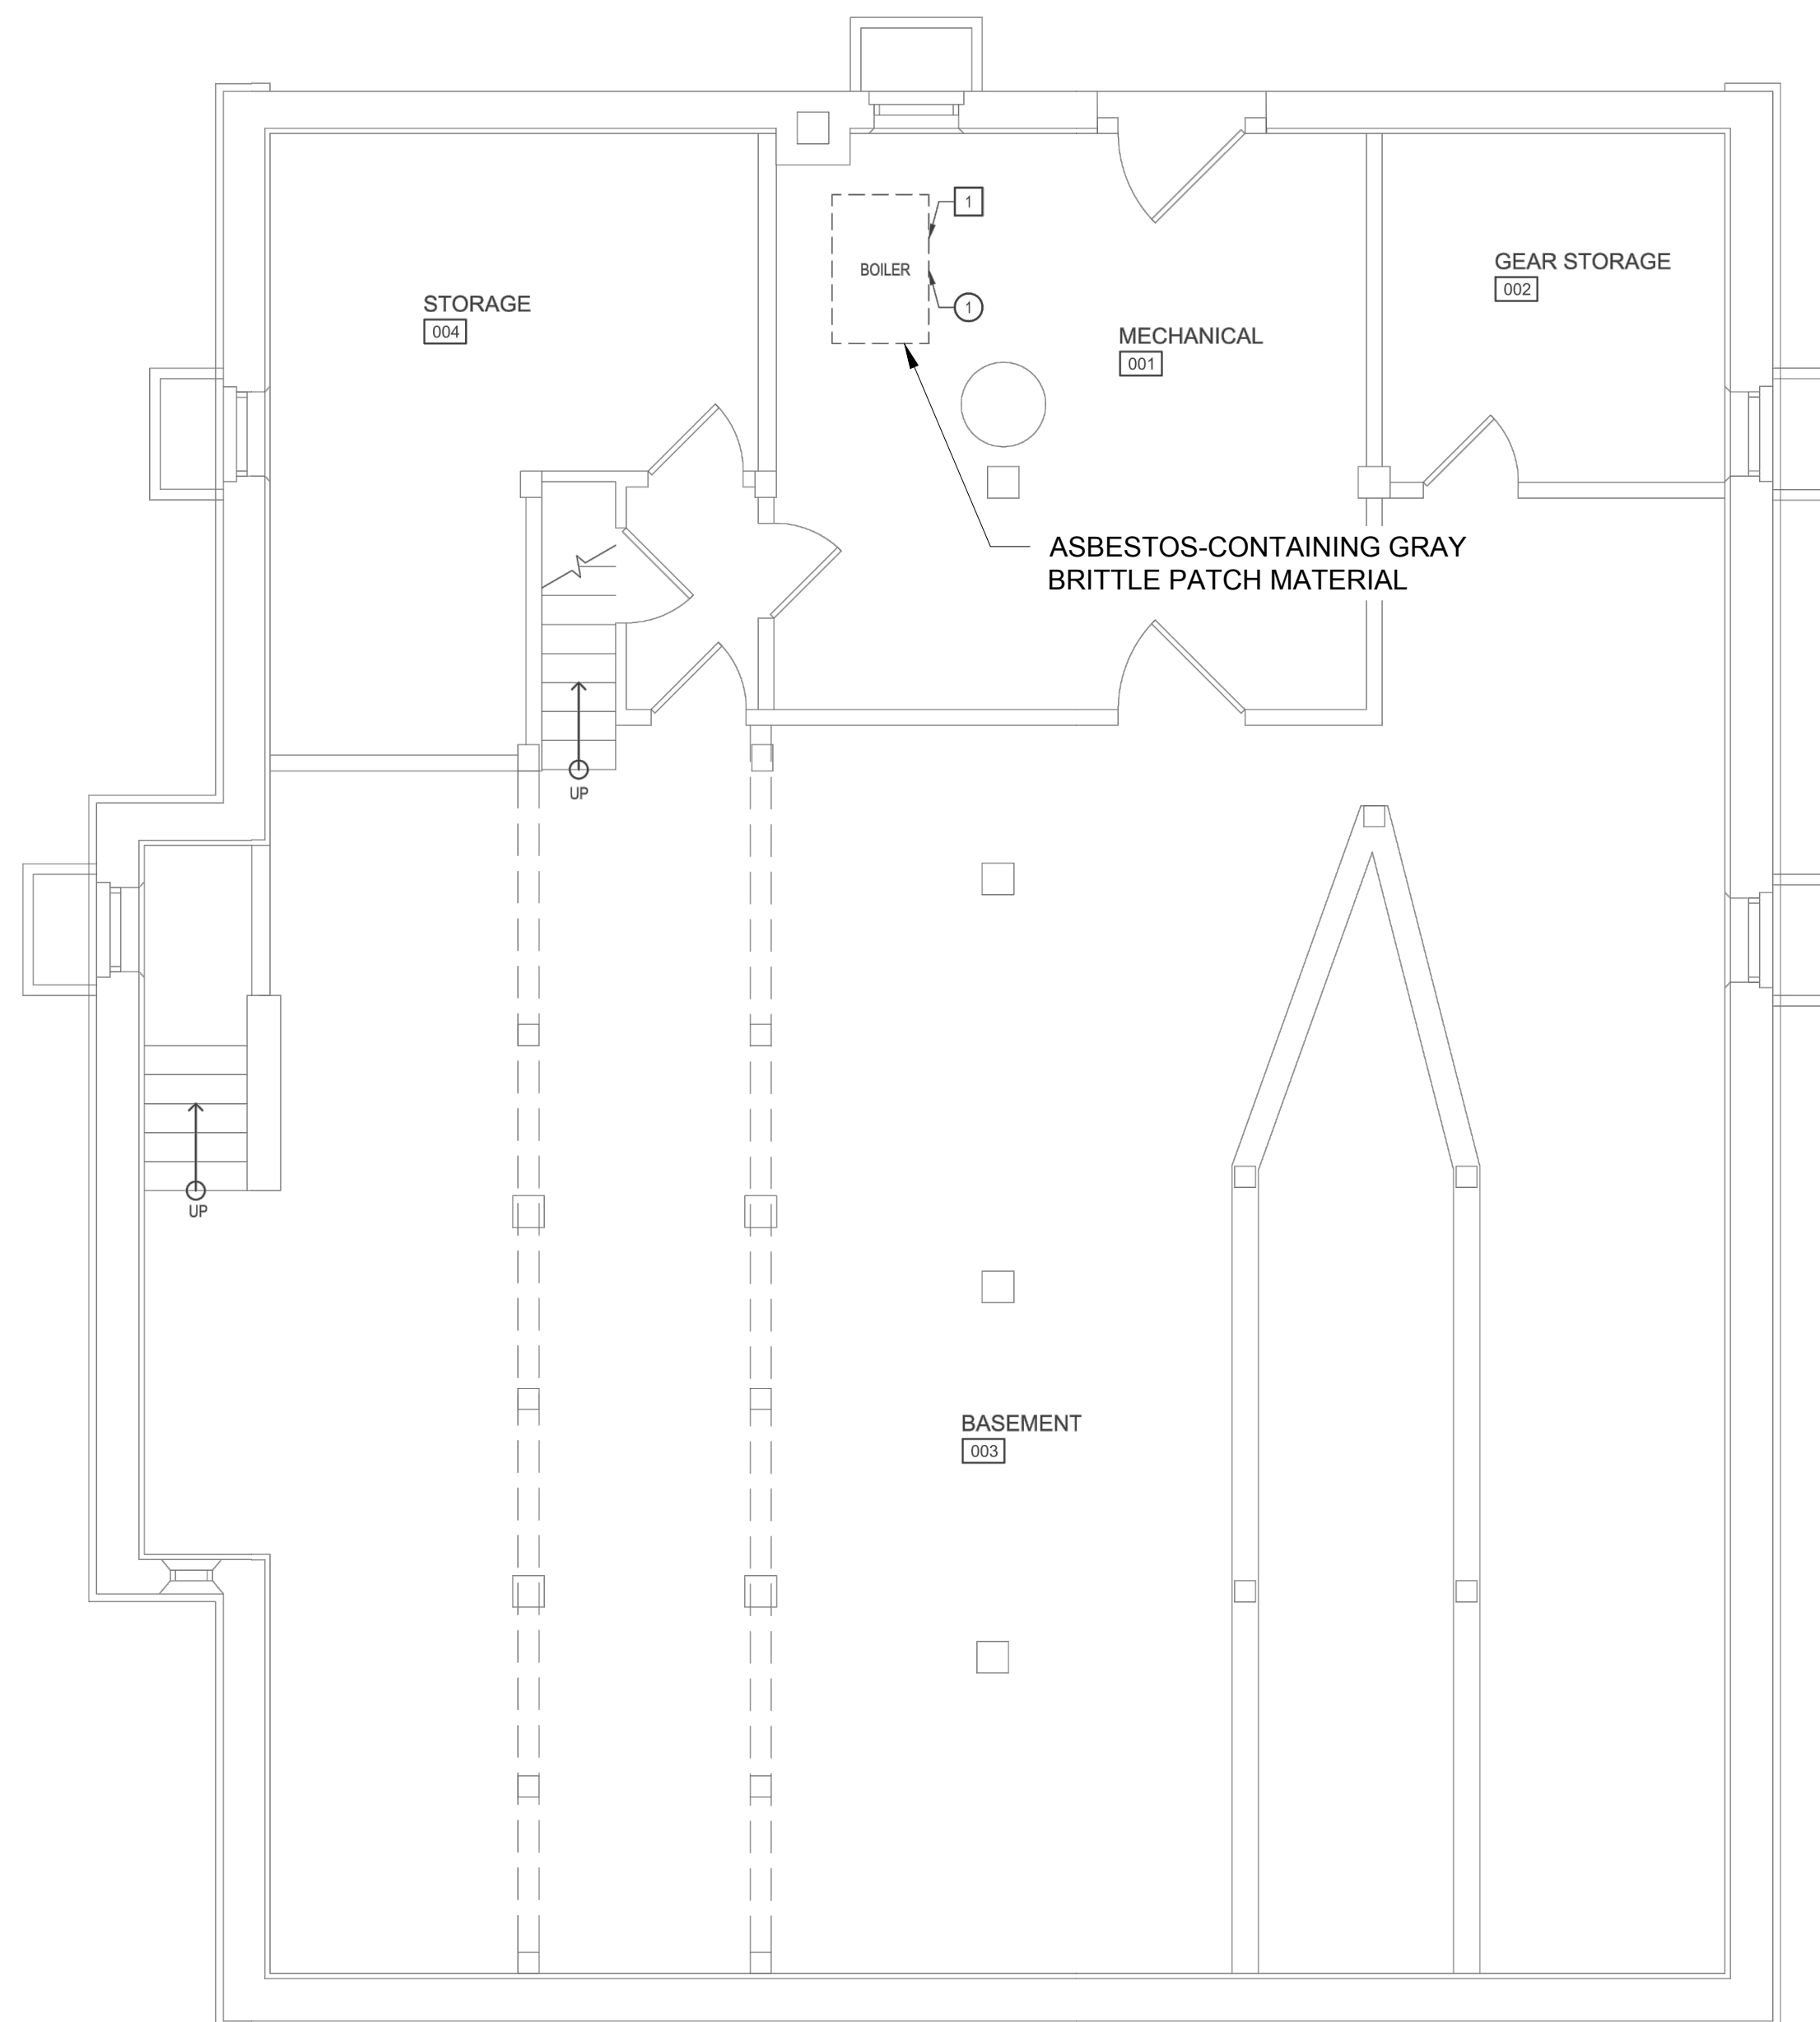 1
BOILER
1
GEAR STORAGE
002
STORAGE
004
MECHANICAL
001
ASBESTOS-CONTAINING GRAY
BRITTLE PATCH MATERIAL
UP
UP
BASEMENT
003